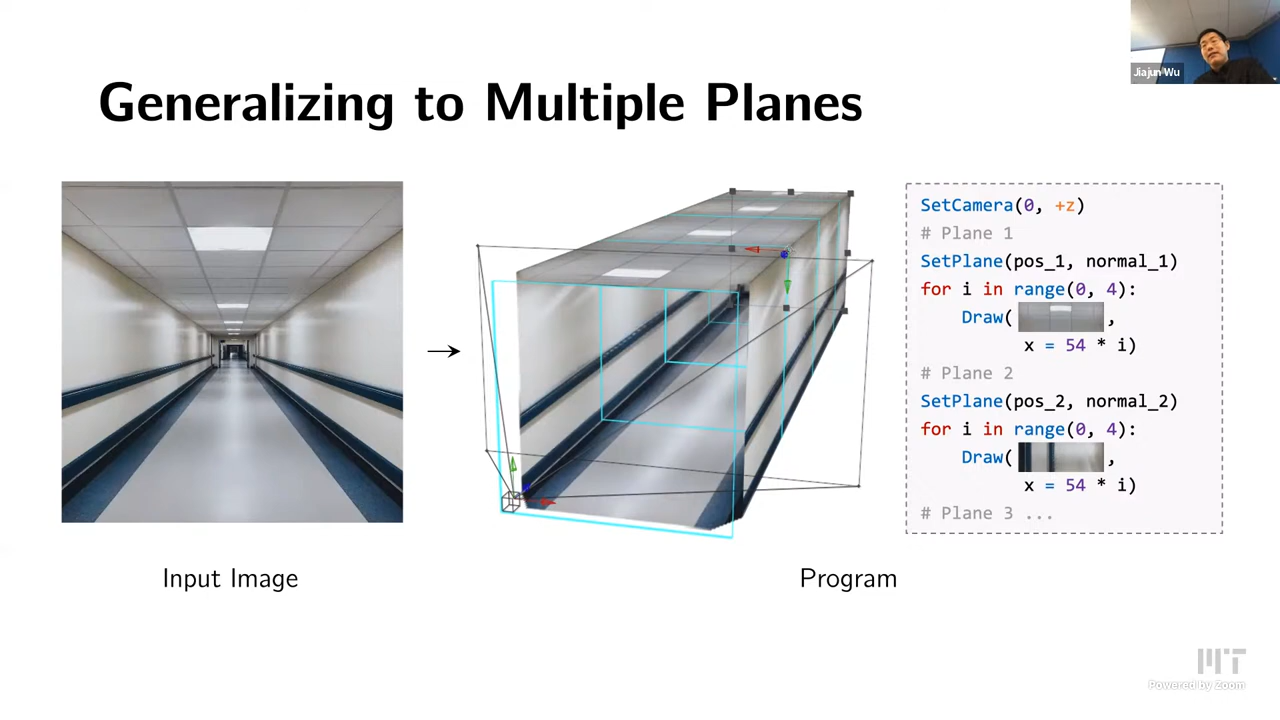 Jiajun Wu
Generalizing to Multiple Planes
→
SetCamera(0, +z)
# Plane 1
SetPlane(pos_1, normal_1)
for i in range(0, 4):
Draw( ,
x = 54 * i)
# Plane 2
SetPlane(pos_2, normal_2)
for i in range(0, 4):
Draw( ,
x = 54 * i)
# Plane 3 ...
Input Image
Program
MIT
Powered by Zoom